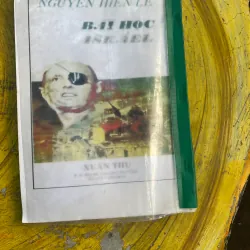 NGUYỄN HIẾN LÊ
BÀI HỌC
ISRAEL
XUÂN THU